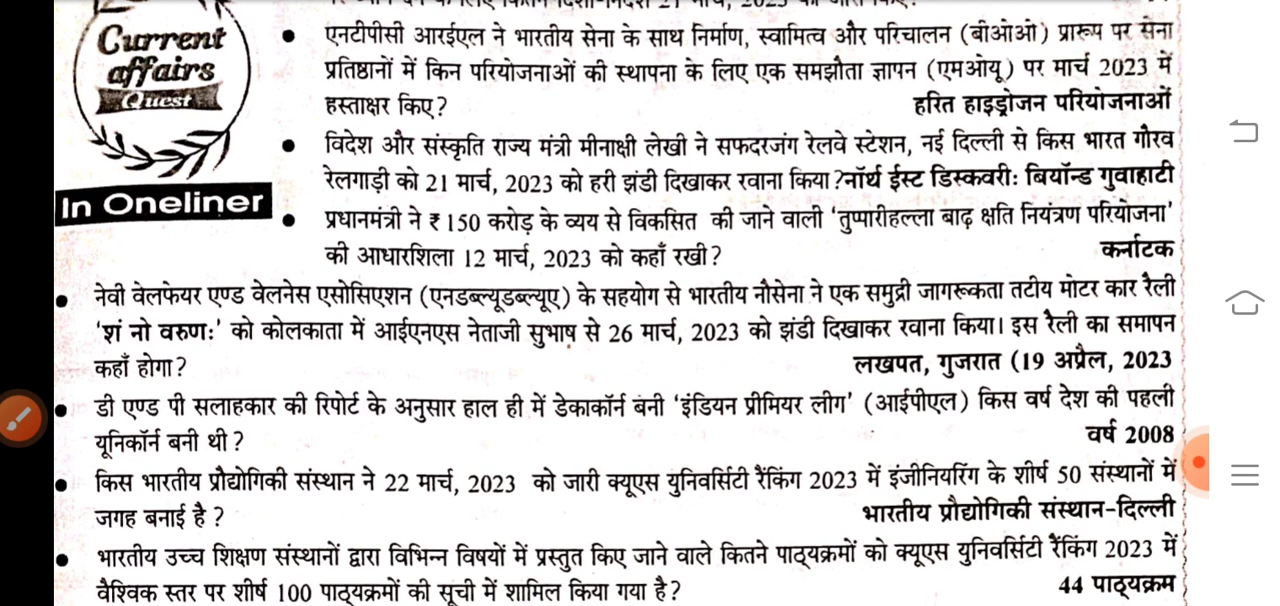 Current
affairs
Quest
In Oneliner
21 मार्च, 2023
• एनटीपीसी आरईएल ने भारतीय सेना के साथ निर्माण, स्वामित्व और परिचालन (बीओओ) प्रारूप पर सेना
प्रतिष्ठानों में किन परियोजनाओं की स्थापना के लिए एक समझौता ज्ञापन (एमओयू) पर मार्च 2023 में
हस्ताक्षर किए? हरित हाइड्रोजन परियोजनाओं
• विदेश और संस्कृति राज्य मंत्री मीनाक्षी लेखी ने सफदरजंग रेलवे स्टेशन, नई दिल्ली से किस भारत गौरव
रेलगाड़ी को 21 मार्च, 2023 को हरी झंडी दिखाकर रवाना किया? नॉर्थ ईस्ट डिस्कवरी: बियॉन्ड गुवाहाटी
• प्रधानमंत्री ने ₹ 150 करोड़ के व्यय से विकसित की जाने वाली ‘तुप्पारीहल्ला बाढ़ क्षति नियंत्रण परियोजना’
की आधारशिला 12 मार्च, 2023 को कहाँ रखी? कर्नाटक
• नेवी वेलफेयर एण्ड वेलनेस एसोसिएशन (एनडब्ल्यूडब्ल्यूए) के सहयोग से भारतीय नौसेना ने एक समुद्री जागरूकता तटीय मोटर कार रैली
‘शं नो वरुणः’ को कोलकाता में आईएनएस नेताजी सुभाष से 26 मार्च, 2023 को झंडी दिखाकर रवाना किया। इस रैली का समापन
कहाँ होगा? लखपत, गुजरात (19 अप्रैल, 2023
• डी एण्ड पी सलाहकार की रिपोर्ट के अनुसार हाल ही में डेकाकॉर्न बनी ‘इंडियन प्रीमियर लीग’ (आईपीएल) किस वर्ष देश की पहली
यूनिकॉर्न बनी थी? वर्ष 2008
• किस भारतीय प्रौद्योगिकी संस्थान ने 22 मार्च, 2023 को जारी क्यूएस युनिवर्सिटी रैंकिंग 2023 में इंजीनियरिंग के शीर्ष 50 संस्थानों में
जगह बनाई है? भारतीय प्रौद्योगिकी संस्थान-दिल्ली
• भारतीय उच्च शिक्षण संस्थानों द्वारा विभिन्न विषयों में प्रस्तुत किए जाने वाले कितने पाठ्यक्रमों को क्यूएस युनिवर्सिटी रैंकिंग 2023 में
वैश्विक स्तर पर शीर्ष 100 पाठ्यक्रमों की सूची में शामिल किया गया है? 44 पाठ्यक्रम